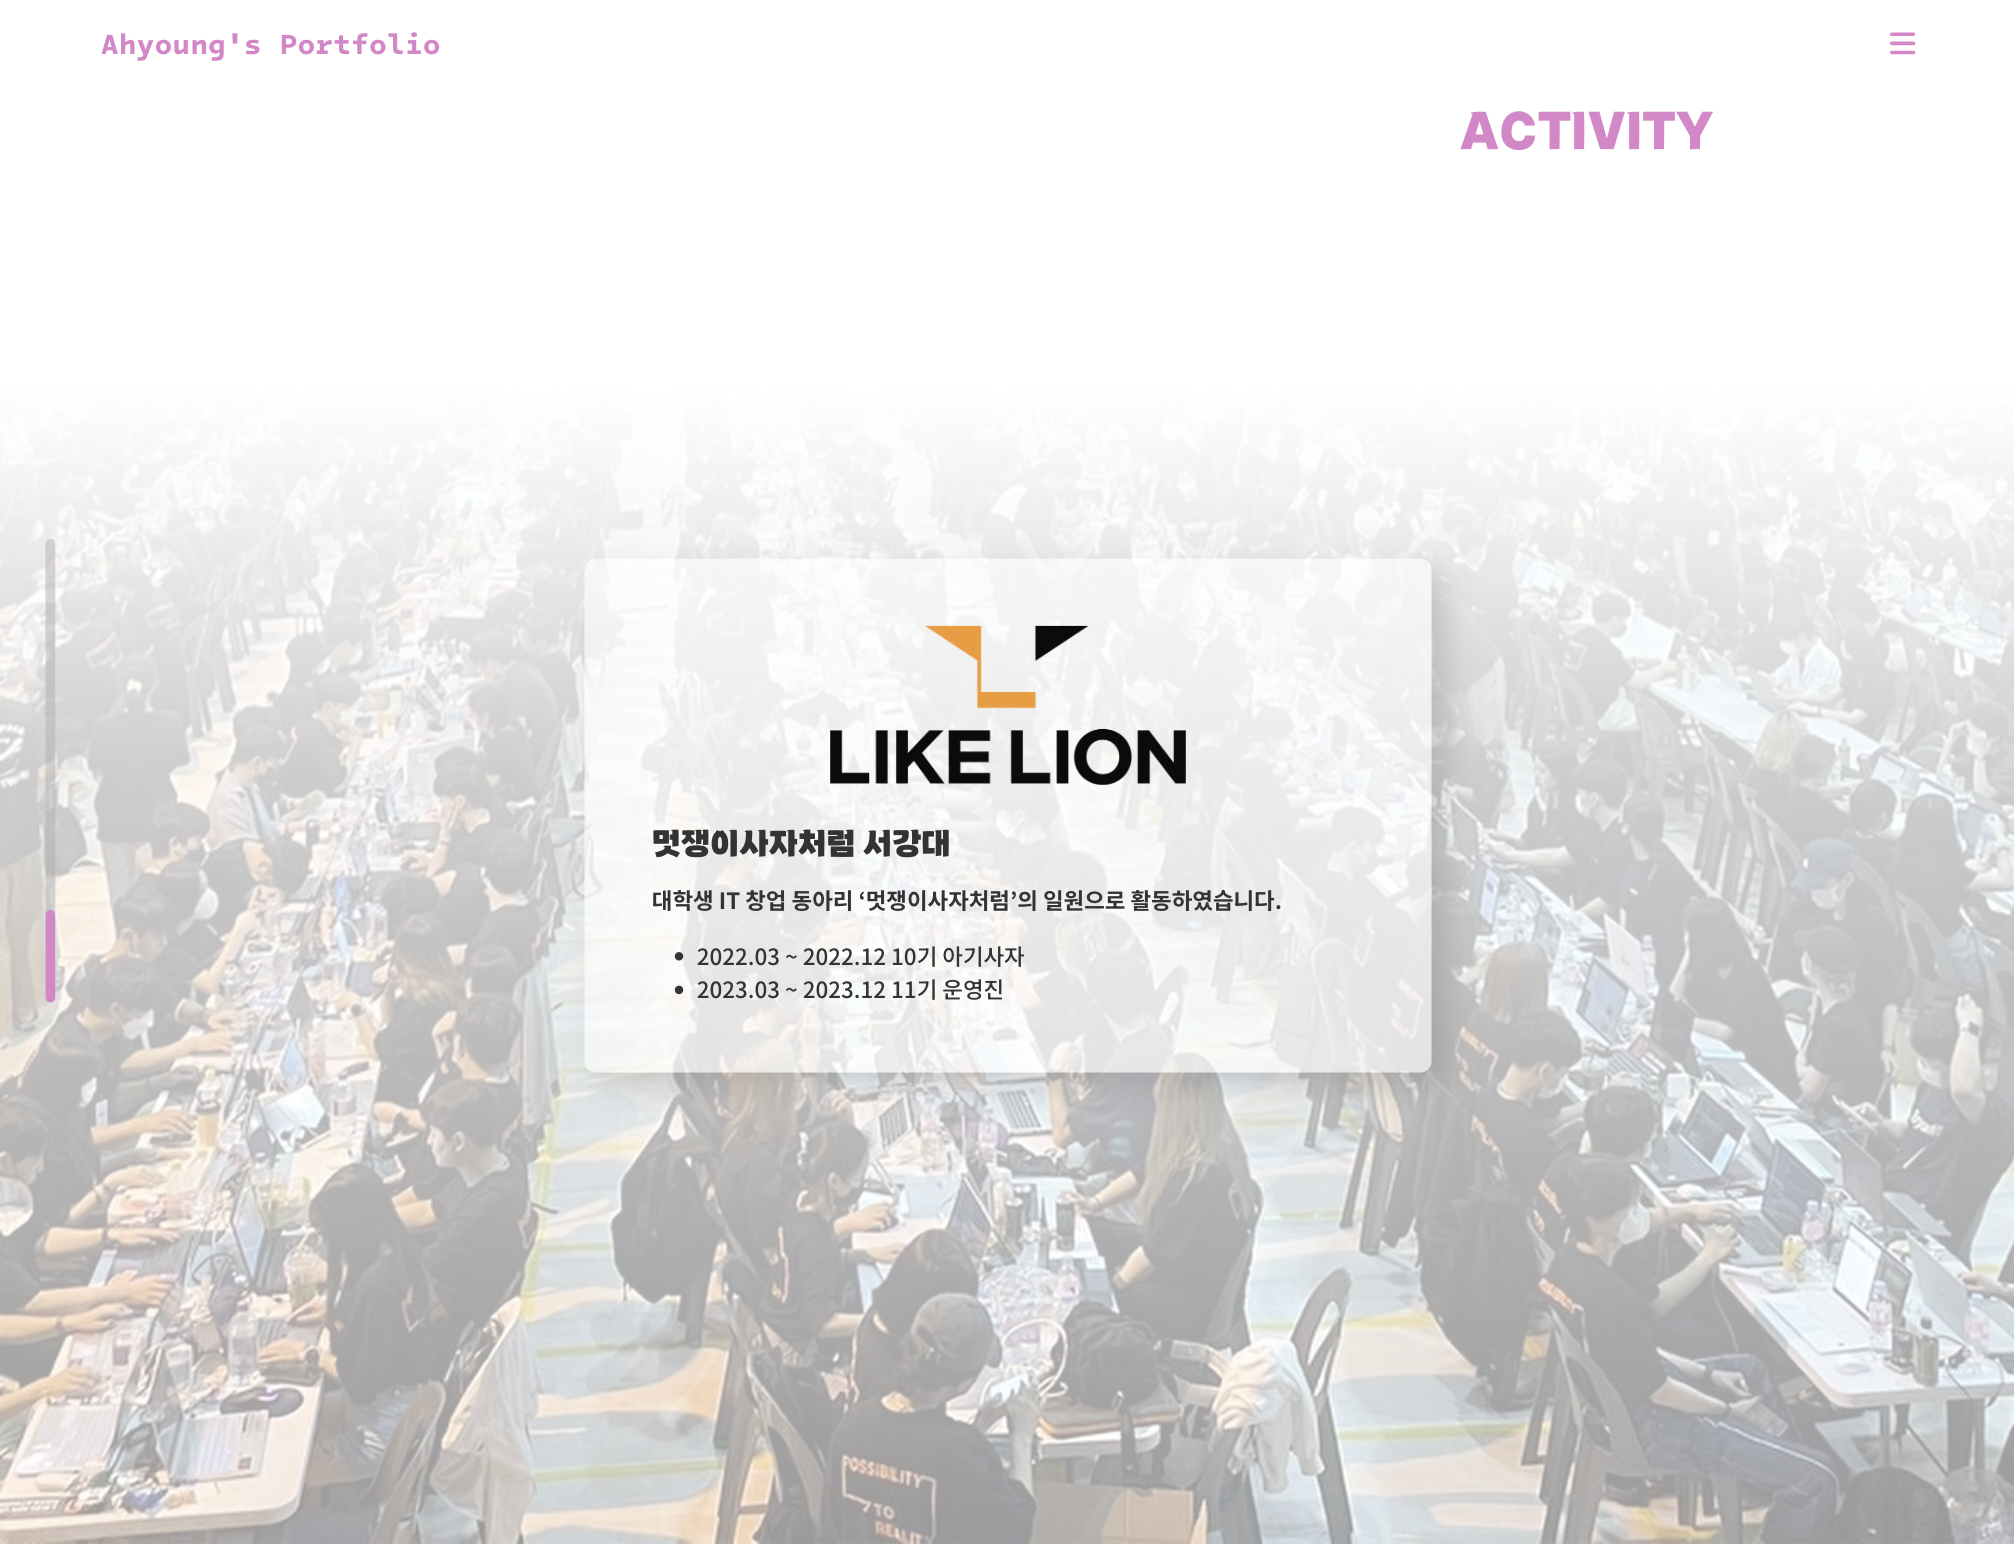 Ahyoung's Portfolio
ACTIVITY
LIKE LION
멋쟁이사자처럼 서강대
대학생 IT 창업 동아리 ‘멋쟁이사자처럼’의 일원으로 활동하였습니다.
2022.03 ~ 2022.12 10기 아기사자
2023.03 ~ 2023.12 11기 운영진
POSSIBILITY
TO
REALITY